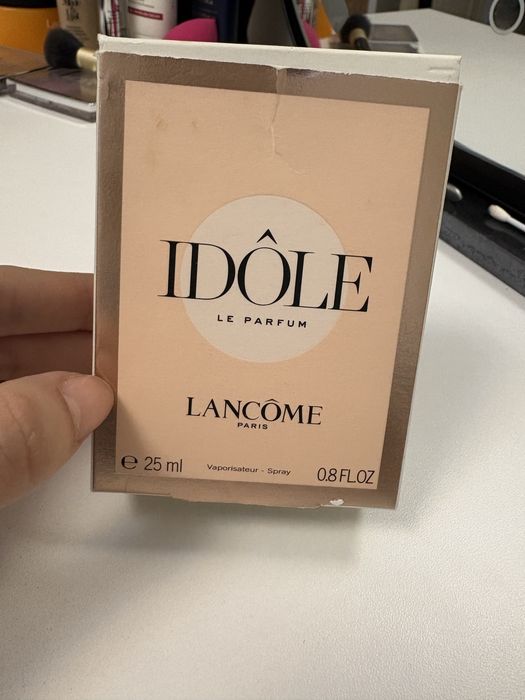 IDÔLE
LE PARFUM
LANCÔME
PARIS
℮ 25 ml Vaporisateur - Spray 0.8 FL.OZ